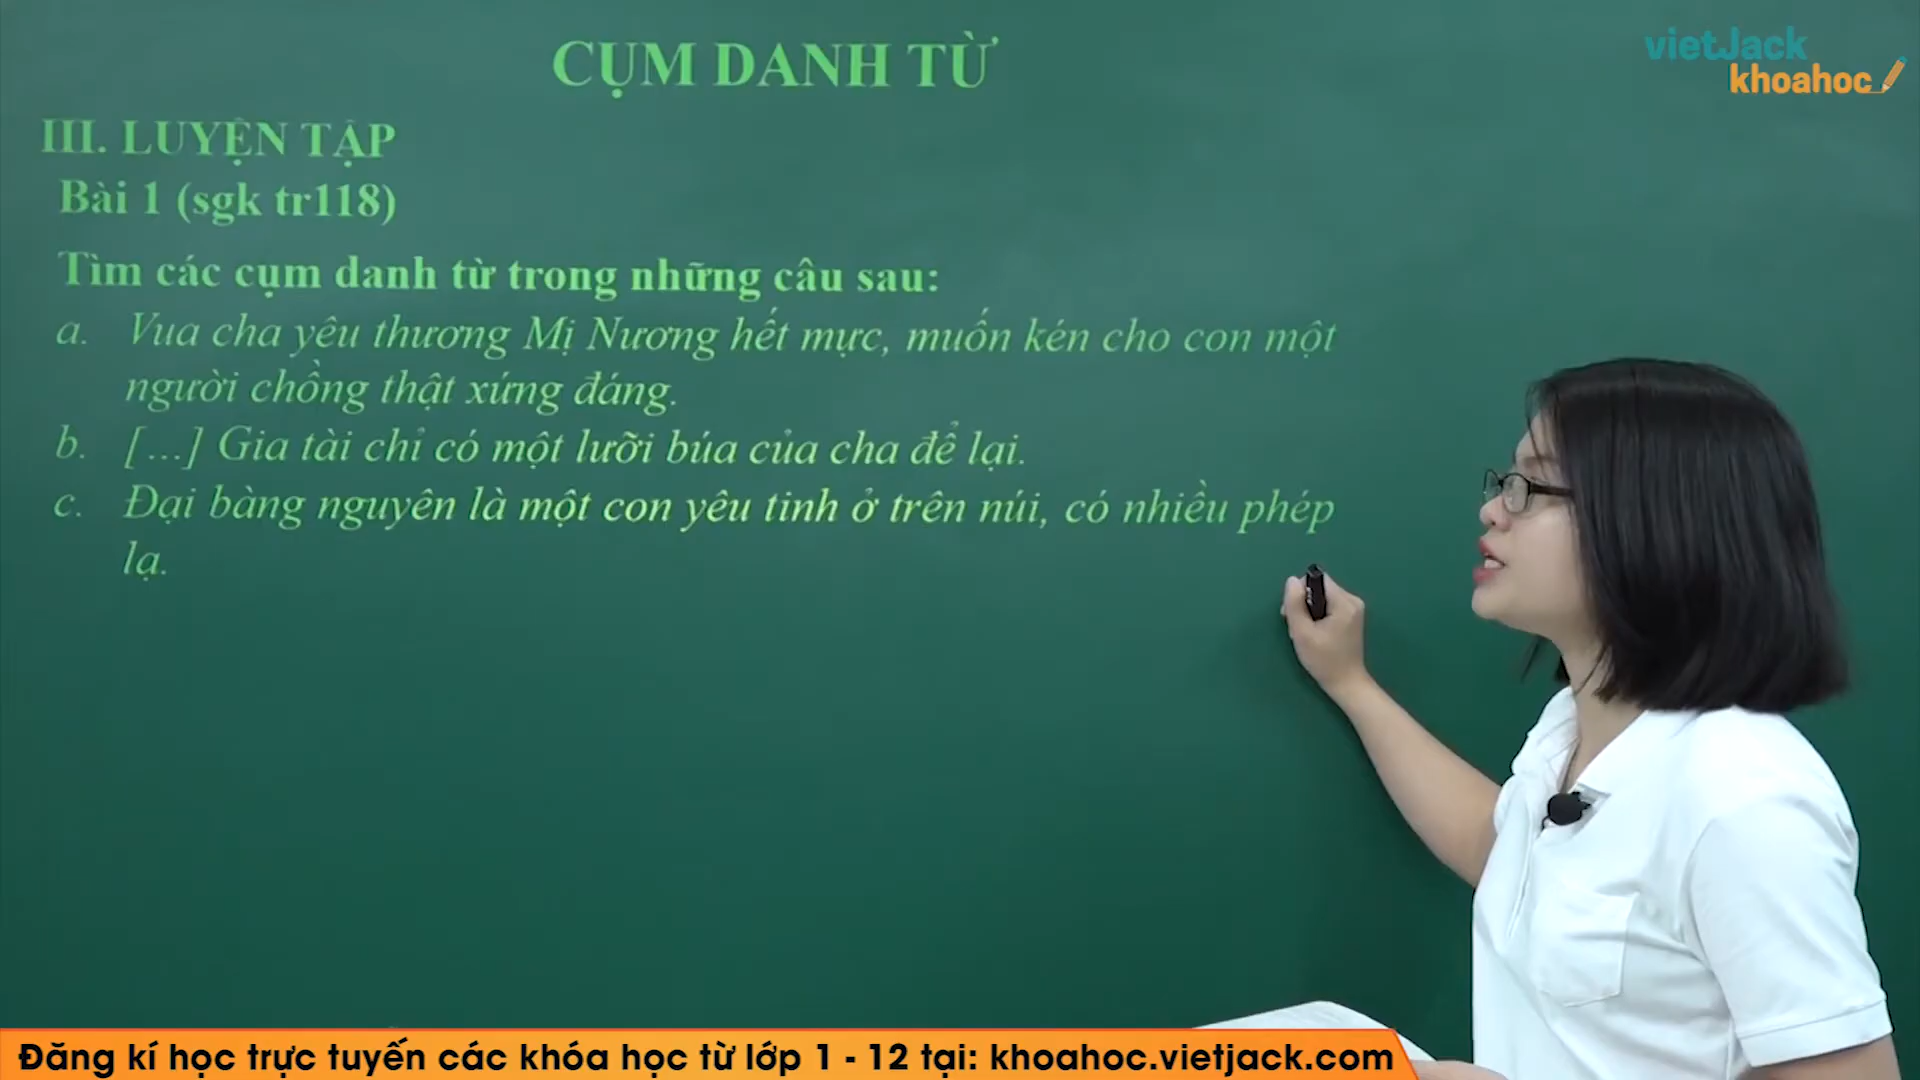 CỤM DANH TỪ
vietJack
khoahoc
III. LUYỆN TẬP
Bài 1 (sgk tr118)
Tìm các cụm danh từ trong những câu sau:
a. Vua cha yêu thương Mị Nương hết mực, muốn kén cho con một
người chồng thật xứng đáng.
b. [...] Gia tài chỉ có một lưỡi búa của cha để lại.
c. Đại bàng nguyên là một con yêu tinh ở trên núi, có nhiều phép
lạ.
Đăng kí học trực tuyến các khóa học từ lớp 1 - 12 tại: khoahoc.vietjack.com